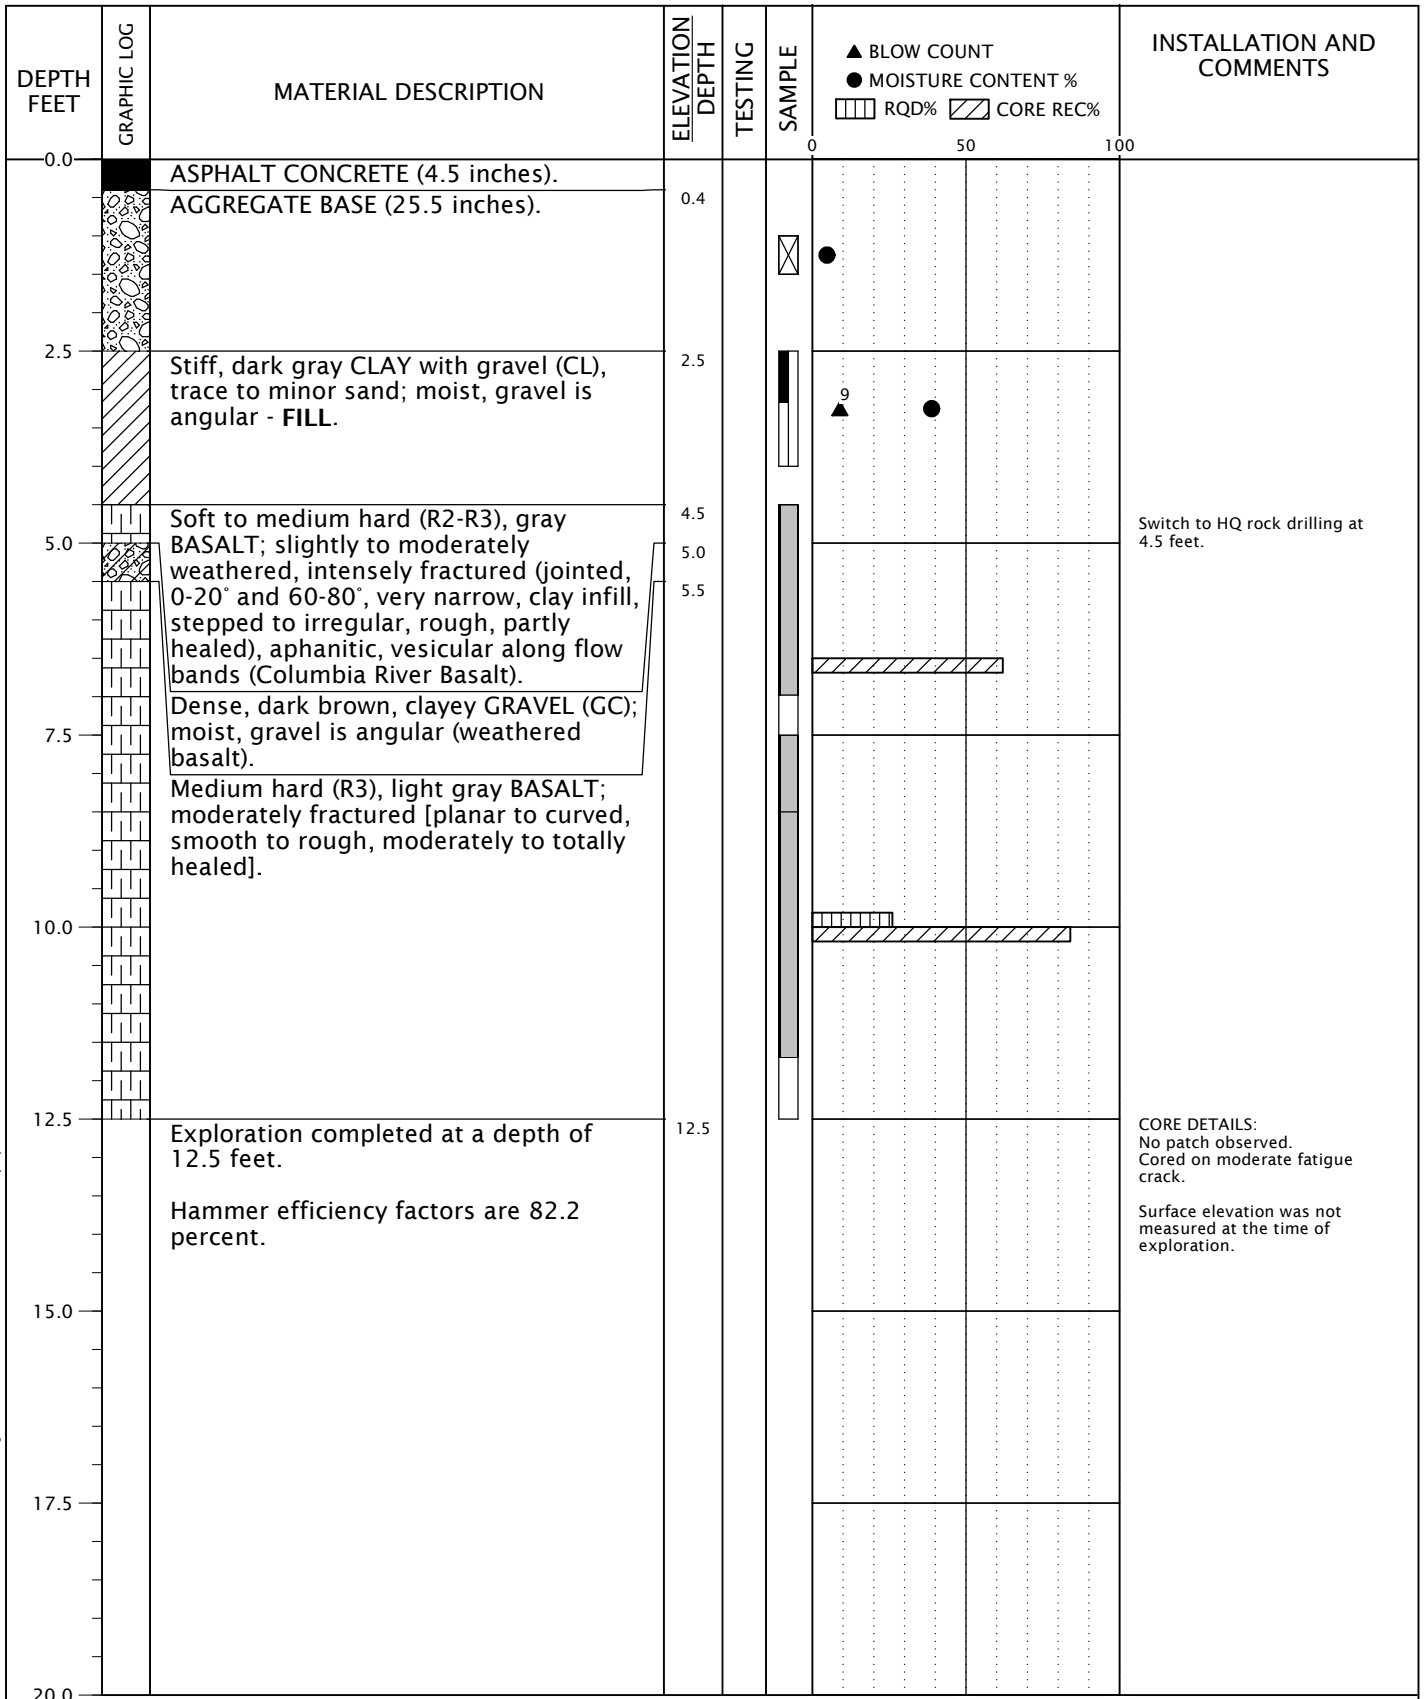 DEPTH
FEET
GRAPHIC LOG
MATERIAL DESCRIPTION
ELEVATION
DEPTH
TESTING
SAMPLE
▲ BLOW COUNT
● MOISTURE CONTENT %
RQD% CORE REC%
0 50 100
INSTALLATION AND
COMMENTS
0.0
ASPHALT CONCRETE (4.5 inches).
0.4
AGGREGATE BASE (25.5 inches).
2.5
2.5
Stiff, dark gray CLAY with gravel (CL),
trace to minor sand; moist, gravel is
angular - FILL.
9
4.5
Soft to medium hard (R2-R3), gray
BASALT; slightly to moderately
weathered, intensely fractured (jointed,
0-20° and 60-80°, very narrow, clay infill,
stepped to irregular, rough, partly
healed), aphanitic, vesicular along flow
bands (Columbia River Basalt).
Switch to HQ rock drilling at
4.5 feet.
5.0
5.0
5.5
Dense, dark brown, clayey GRAVEL (GC);
moist, gravel is angular (weathered
basalt).
7.5
Medium hard (R3), light gray BASALT;
moderately fractured [planar to curved,
smooth to rough, moderately to totally
healed].
10.0
12.5
12.5
Exploration completed at a depth of
12.5 feet.
Hammer efficiency factors are 82.2
percent.
CORE DETAILS:
No patch observed.
Cored on moderate fatigue
crack.
Surface elevation was not
measured at the time of
exploration.
15.0
17.5
20.0